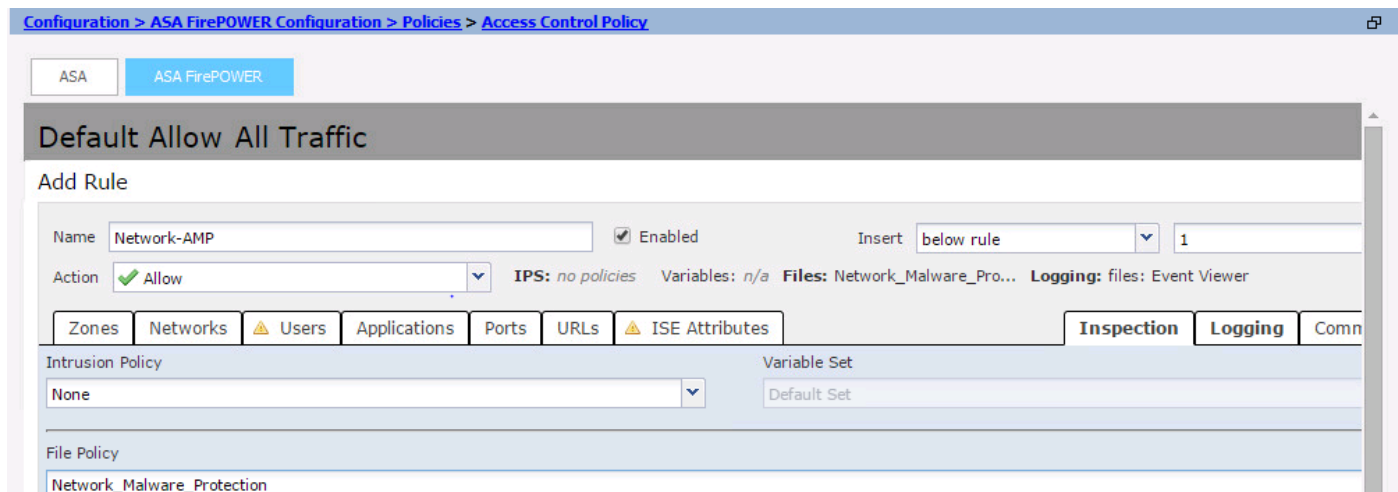 Configuration > ASA FirePOWER Configuration > Policies > Access Control Policy
ASA ASA FirePOWER
Default Allow All Traffic
Add Rule
Name Network-AMP Enabled Insert below rule 1
Action Allow IPS: no policies Variables: n/a Files: Network_Malware_Pro... Logging: files: Event Viewer
Zones Networks Users Applications Ports URLs ISE Attributes Inspection Logging Comm
Intrusion Policy Variable Set
None Default Set
File Policy
Network_Malware_Protection